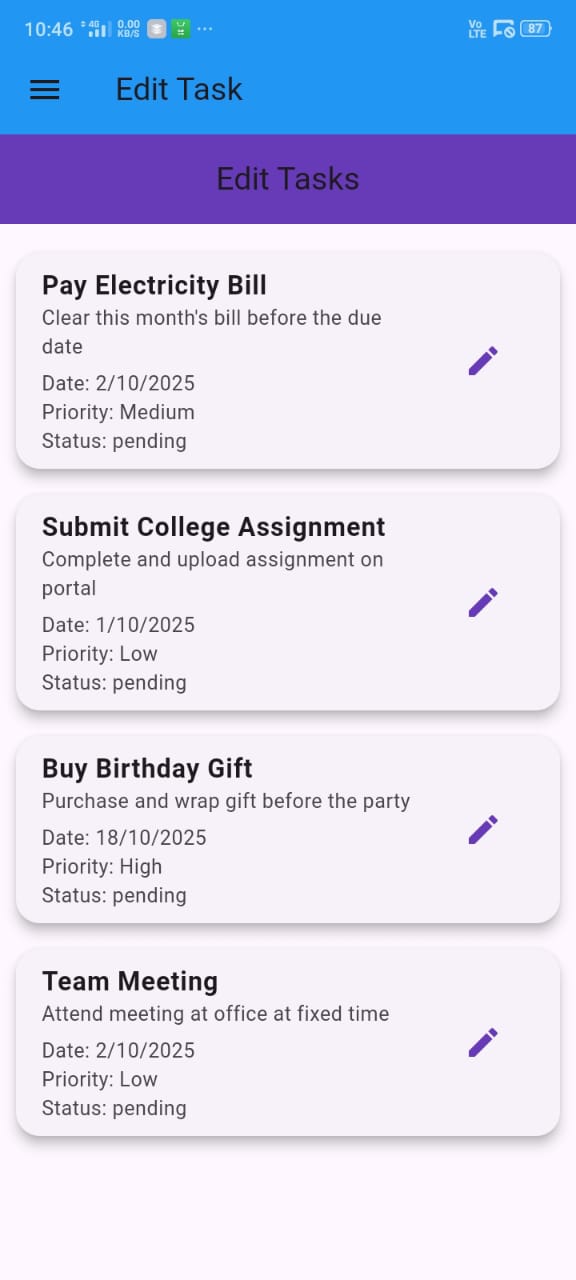 10:46 4G 0.00 KB/S ... Vo LTE 87
Edit Task
Edit Tasks
Pay Electricity Bill
Clear this month's bill before the due
date
Date: 2/10/2025
Priority: Medium
Status: pending
Submit College Assignment
Complete and upload assignment on
portal
Date: 1/10/2025
Priority: Low
Status: pending
Buy Birthday Gift
Purchase and wrap gift before the party
Date: 18/10/2025
Priority: High
Status: pending
Team Meeting
Attend meeting at office at fixed time
Date: 2/10/2025
Priority: Low
Status: pending